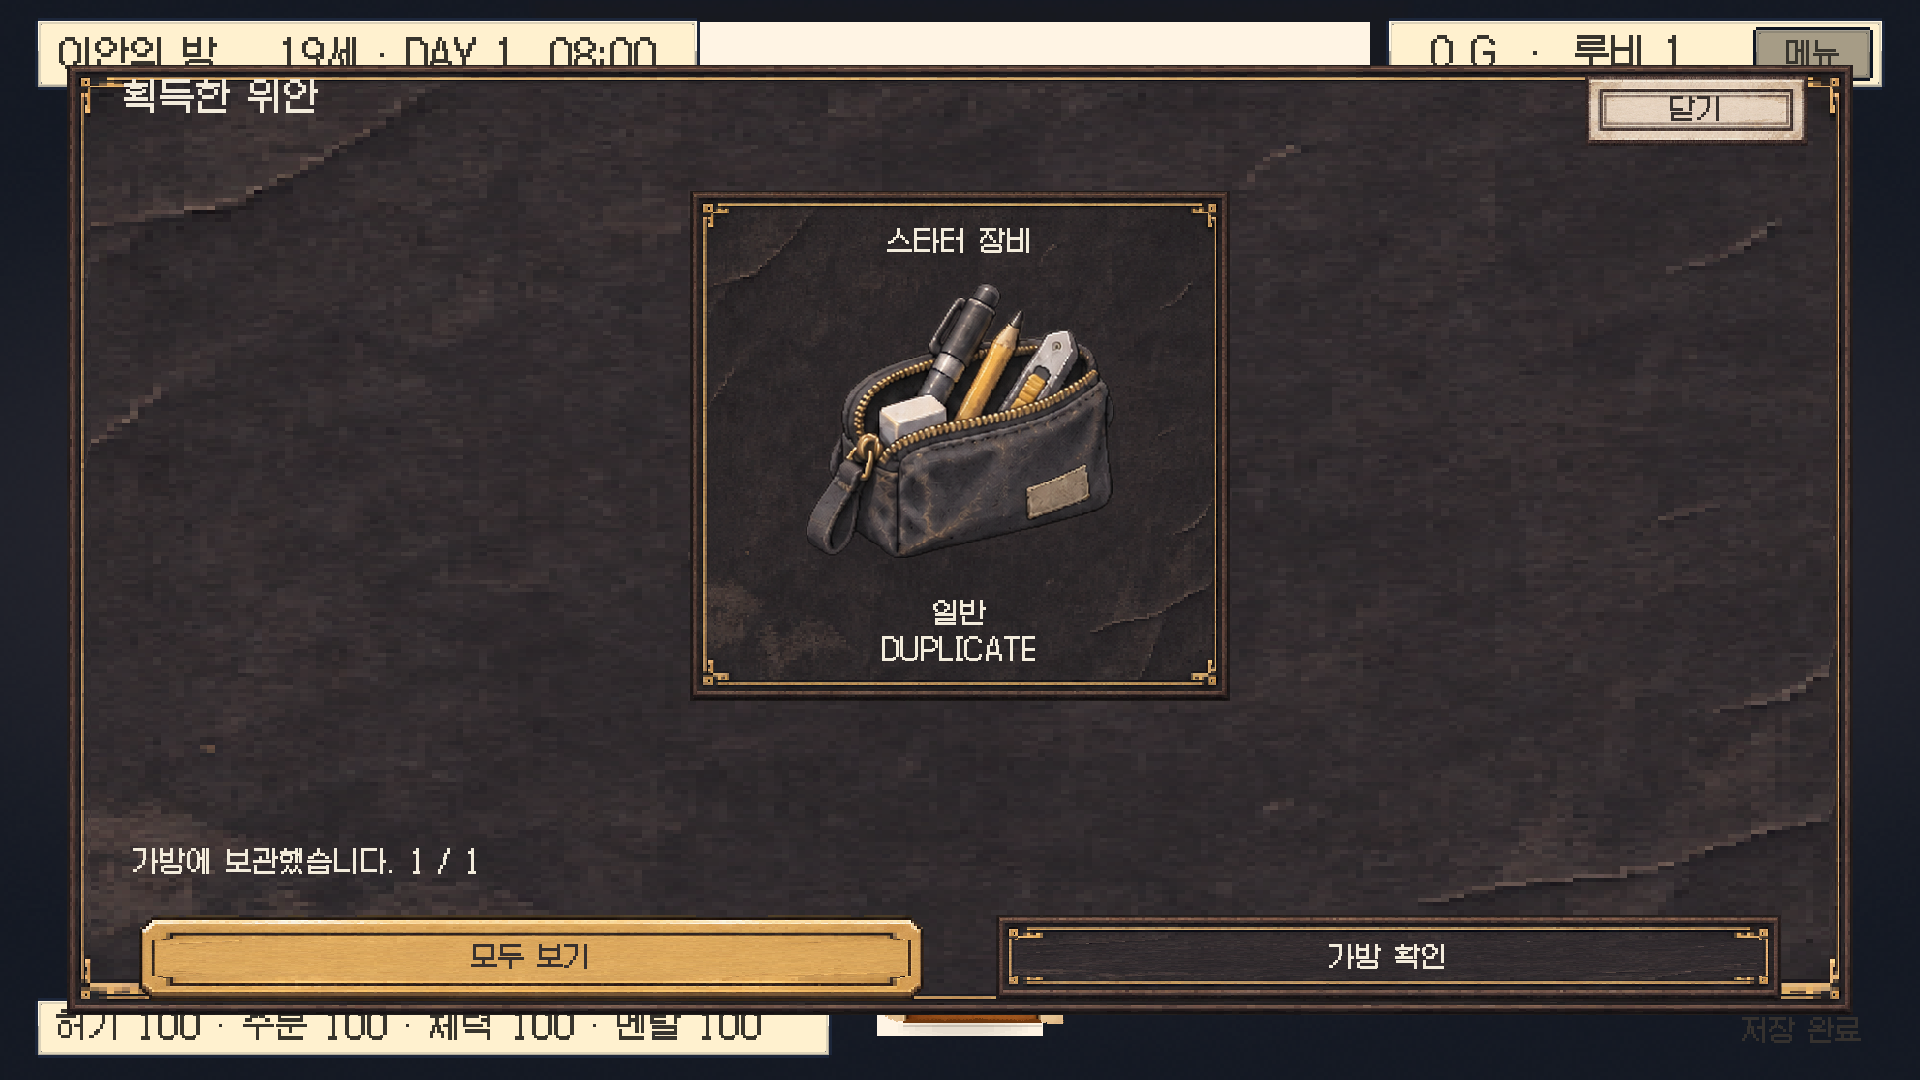 이안의 방 19세 · DAY 1 08:00
0 G · 루비 1
메뉴
획득한 위안
닫기
스타터 장비
일반
DUPLICATE
가방에 보관했습니다. 1 / 1
모두 보기
가방 확인
허기 100 · 수분 100 · 체력 100 · 멘탈 100
저장 완료